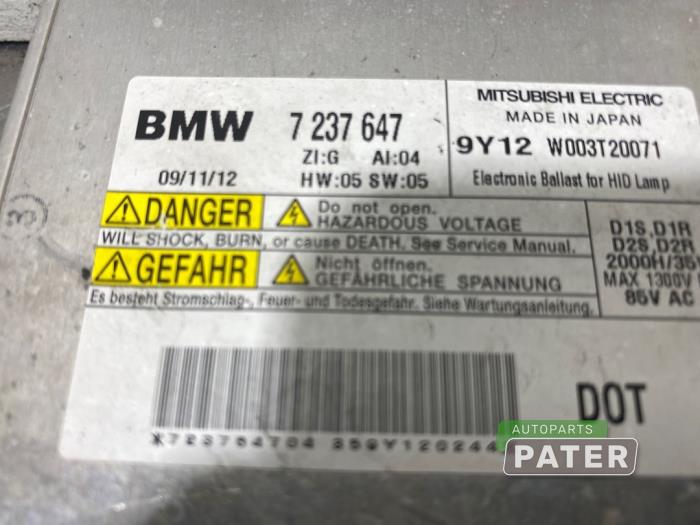 BMW 7 237 647
ZI:G AI:04
09/11/12 HW:05 SW:05
MITSUBISHI ELECTRIC
MADE IN JAPAN
9Y12 W003T20071
Electronic Ballast for HID Lamp
DANGER Do not open.
HAZARDOUS VOLTAGE
WILL SHOCK, BURN, or cause DEATH. See Service Manual.
GEFAHR Nicht öffnen.
GEFÄHRLICHE SPANNUNG
Es besteht Stromschlag-, Feuer- und Todesgefahr. Siehe Wartungsanleitung.
D1S,D1R
D2S,D2R
2000H/35
MAX 1300V
85V AC
DOT
3)
AUTOPARTS
PATER